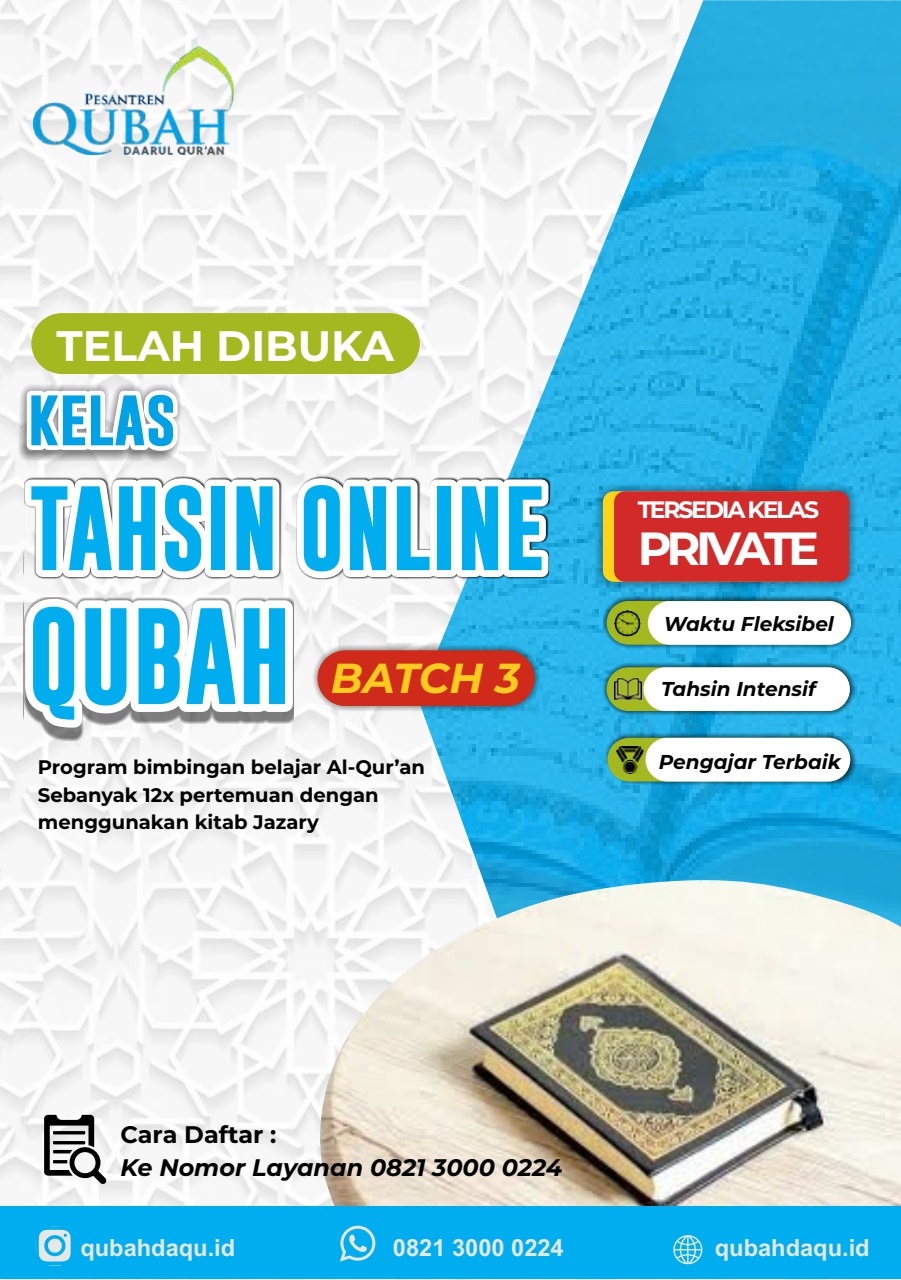 PESANTREN
QUBAH
DAARUL QUR'AN
TELAH DIBUKA
KELAS
TAHSIN ONLINE
QUBAH
BATCH 3
TERSEDIA KELAS
PRIVATE
Waktu Fleksibel
Tahsin Intensif
Pengajar Terbaik
Program bimbingan belajar Al-Qur’an
Sebanyak 12x pertemuan dengan
menggunakan kitab Jazary
Cara Daftar :
Ke Nomor Layanan 0821 3000 0224
qubahdaqu.id
0821 3000 0224
qubahdaqu.id